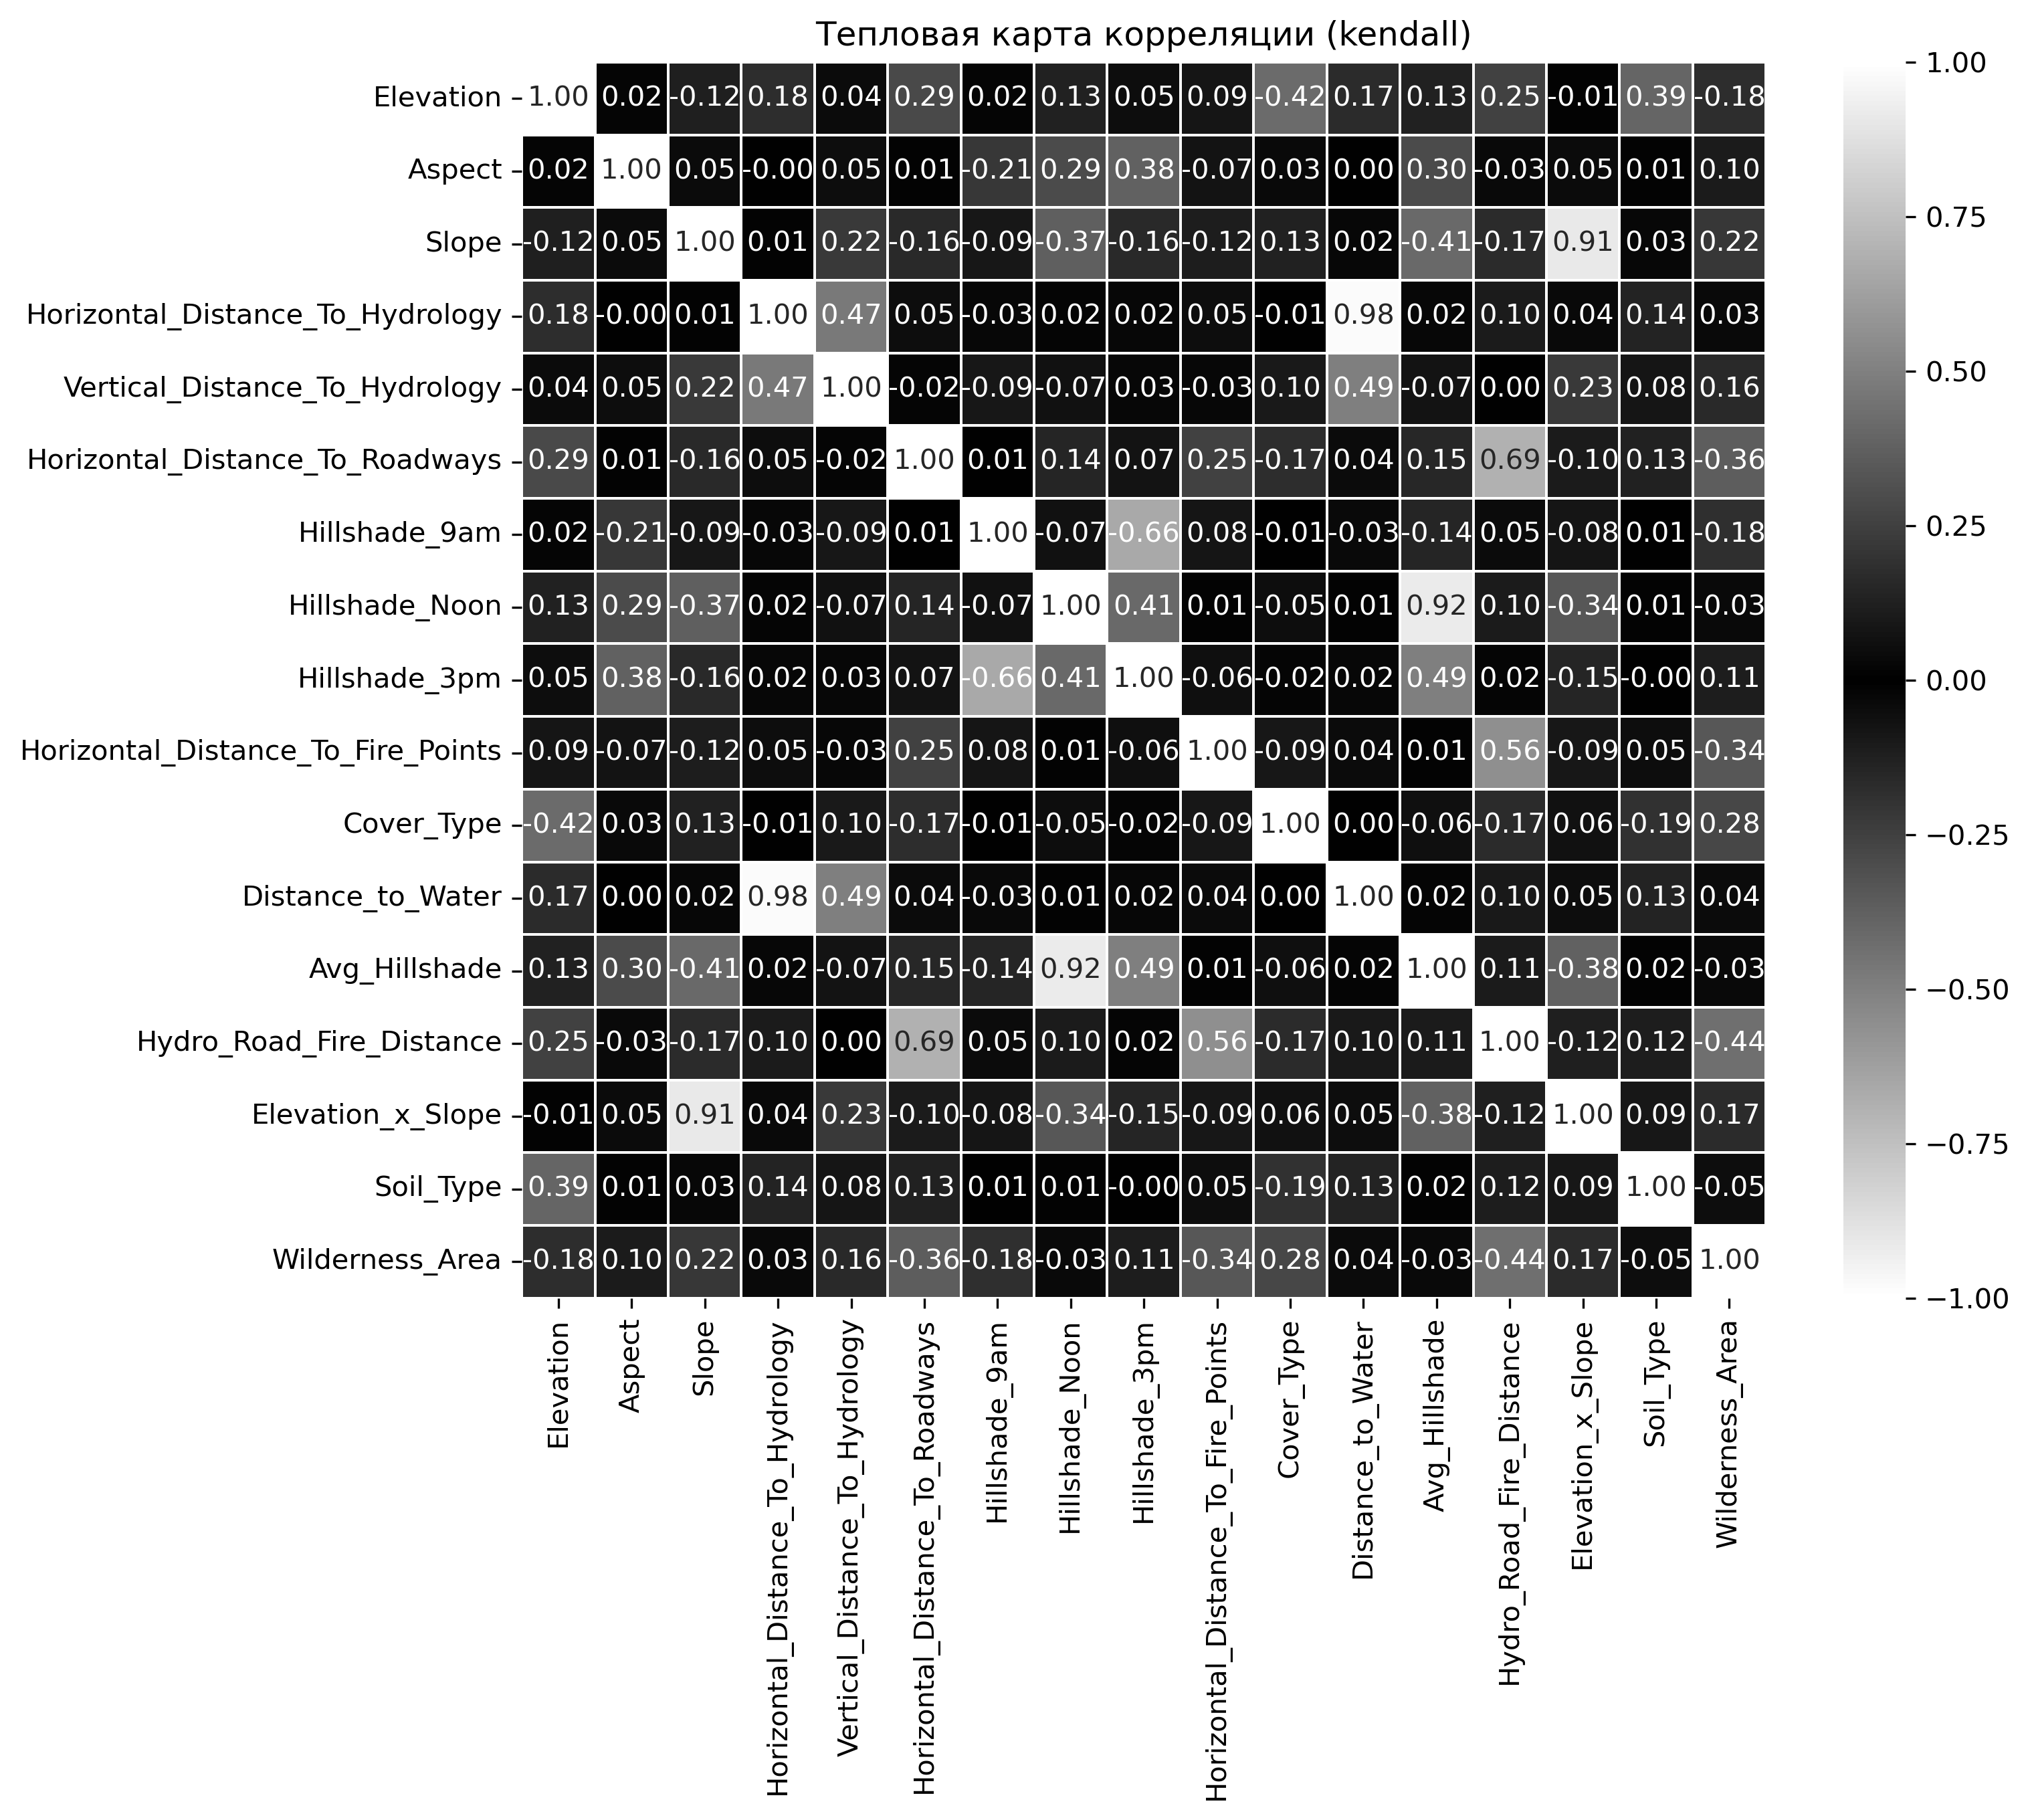 Тепловая карта корреляции (kendall)
Elevation 1.00 0.02 -0.12 0.18 0.04 0.29 0.02 0.13 0.05 0.09 -0.42 0.17 0.13 0.25 -0.01 0.39 -0.18
Aspect 0.02 1.00 0.05 -0.00 0.05 0.01 -0.21 0.29 0.38 -0.07 0.03 0.00 0.30 -0.03 0.05 0.01 0.10
Slope -0.12 0.05 1.00 0.01 0.22 -0.16 -0.09 -0.37 -0.16 -0.12 0.13 0.02 -0.41 -0.17 0.91 0.03 0.22
Horizontal_Distance_To_Hydrology 0.18 -0.00 0.01 1.00 0.47 0.05 -0.03 0.02 0.02 0.05 -0.01 0.98 0.02 0.10 0.04 0.14 0.03
Vertical_Distance_To_Hydrology 0.04 0.05 0.22 0.47 1.00 -0.02 -0.09 -0.07 0.03 -0.03 0.10 0.49 -0.07 0.00 0.23 0.08 0.16
Horizontal_Distance_To_Roadways 0.29 0.01 -0.16 0.05 -0.02 1.00 0.01 0.14 0.07 0.25 -0.17 0.04 0.15 0.69 -0.10 0.13 -0.36
Hillshade_9am 0.02 -0.21 -0.09 -0.03 -0.09 0.01 1.00 -0.07 -0.66 0.08 -0.01 -0.03 -0.14 0.05 -0.08 0.01 -0.18
Hillshade_Noon 0.13 0.29 -0.37 0.02 -0.07 0.14 -0.07 1.00 0.41 0.01 -0.05 0.01 0.92 0.10 -0.34 0.01 -0.03
Hillshade_3pm 0.05 0.38 -0.16 0.02 0.03 0.07 -0.66 0.41 1.00 -0.06 -0.02 0.02 0.49 0.02 -0.15 -0.00 0.11
Horizontal_Distance_To_Fire_Points 0.09 -0.07 -0.12 0.05 -0.03 0.25 0.08 0.01 -0.06 1.00 -0.09 0.04 0.01 0.56 -0.09 0.05 -0.34
Cover_Type -0.42 0.03 0.13 -0.01 0.10 -0.17 -0.01 -0.05 -0.02 -0.09 1.00 0.00 -0.06 -0.17 0.06 -0.19 0.28
Distance_to_Water 0.17 0.00 0.02 0.98 0.49 0.04 -0.03 0.01 0.02 0.04 0.00 1.00 0.02 0.10 0.05 0.13 0.04
Avg_Hillshade 0.13 0.30 -0.41 0.02 -0.07 0.15 -0.14 0.92 0.49 0.01 -0.06 0.02 1.00 0.11 -0.38 0.02 -0.03
Hydro_Road_Fire_Distance 0.25 -0.03 -0.17 0.10 0.00 0.69 0.05 0.10 0.02 0.56 -0.17 0.10 0.11 1.00 -0.12 0.12 -0.44
Elevation_x_Slope -0.01 0.05 0.91 0.04 0.23 -0.10 -0.08 -0.34 -0.15 -0.09 0.06 0.05 -0.38 -0.12 1.00 0.09 0.17
Soil_Type 0.39 0.01 0.03 0.14 0.08 0.13 0.01 0.01 -0.00 0.05 -0.19 0.13 0.02 0.12 0.09 1.00 -0.05
Wilderness_Area -0.18 0.10 0.22 0.03 0.16 -0.36 -0.18 -0.03 0.11 -0.34 0.28 0.04 -0.03 -0.44 0.17 -0.05 1.00
Elevation
Aspect
Slope
Horizontal_Distance_To_Hydrology
Vertical_Distance_To_Hydrology
Horizontal_Distance_To_Roadways
Hillshade_9am
Hillshade_Noon
Hillshade_3pm
Horizontal_Distance_To_Fire_Points
Cover_Type
Distance_to_Water
Avg_Hillshade
Hydro_Road_Fire_Distance
Elevation_x_Slope
Soil_Type
Wilderness_Area
1.00
0.75
0.50
0.25
0.00
−0.25
−0.50
−0.75
−1.00